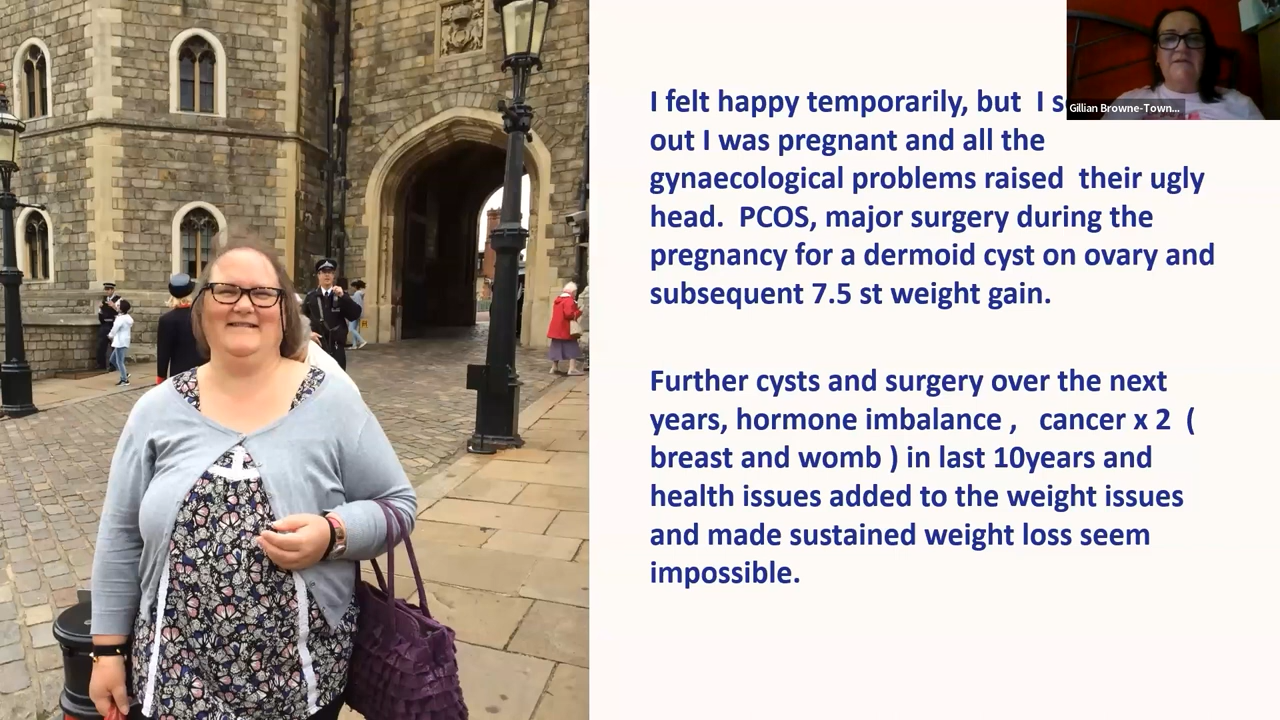 I felt happy temporarily, but I s
out I was pregnant and all the
gynaecological problems raised their ugly
head. PCOS, major surgery during the
pregnancy for a dermoid cyst on ovary and
subsequent 7.5 st weight gain.
Further cysts and surgery over the next
years, hormone imbalance , cancer x 2 (
breast and womb ) in last 10years and
health issues added to the weight issues
and made sustained weight loss seem
impossible.
Gillian Browne-Town...